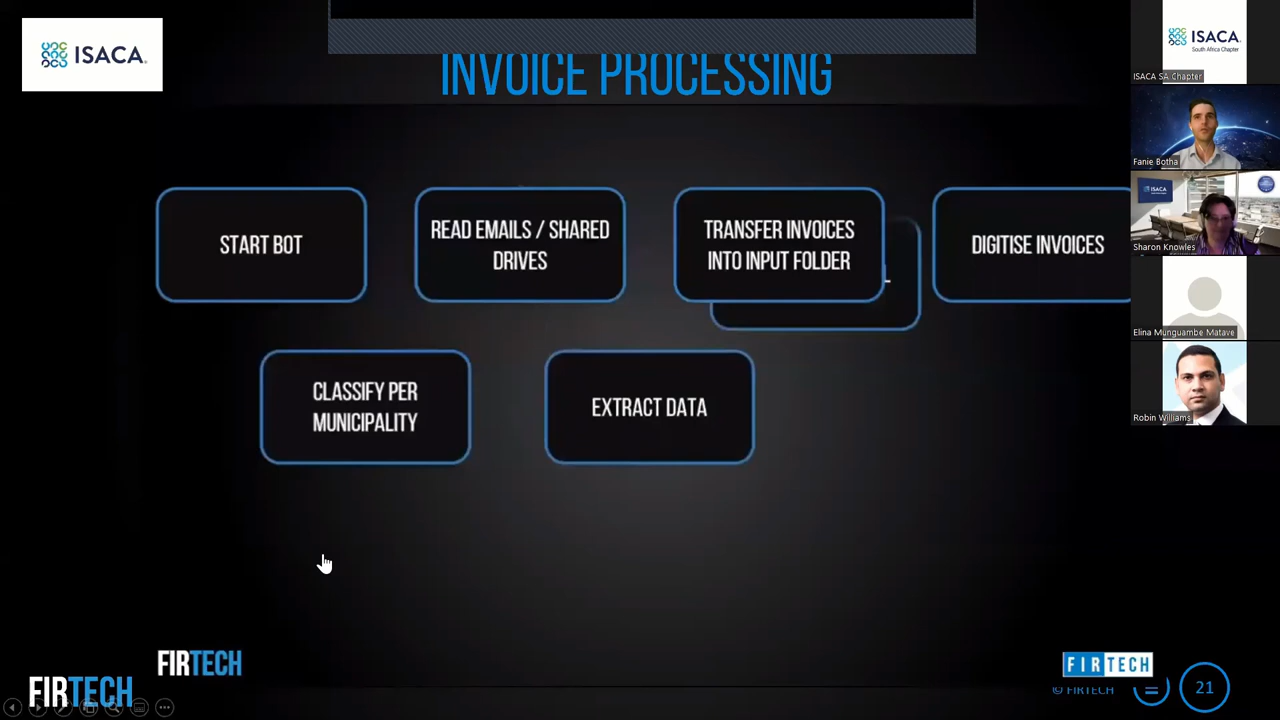 ISACA.
INVOICE PROCESSING
ISACA.
South Africa Chapter
ISACA SA Chapter
Fanie Botha
ISACA
Sharon Knowles
Elina Munguambe Matave
Robin Williams
START BOT
READ EMAILS / SHARED
DRIVES
TRANSFER INVOICES
INTO INPUT FOLDER
DIGITISE INVOICES
CLASSIFY PER
MUNICIPALITY
EXTRACT DATA
FIRTECH
FIRTECH
FIRTECH
© FIRTECH
21